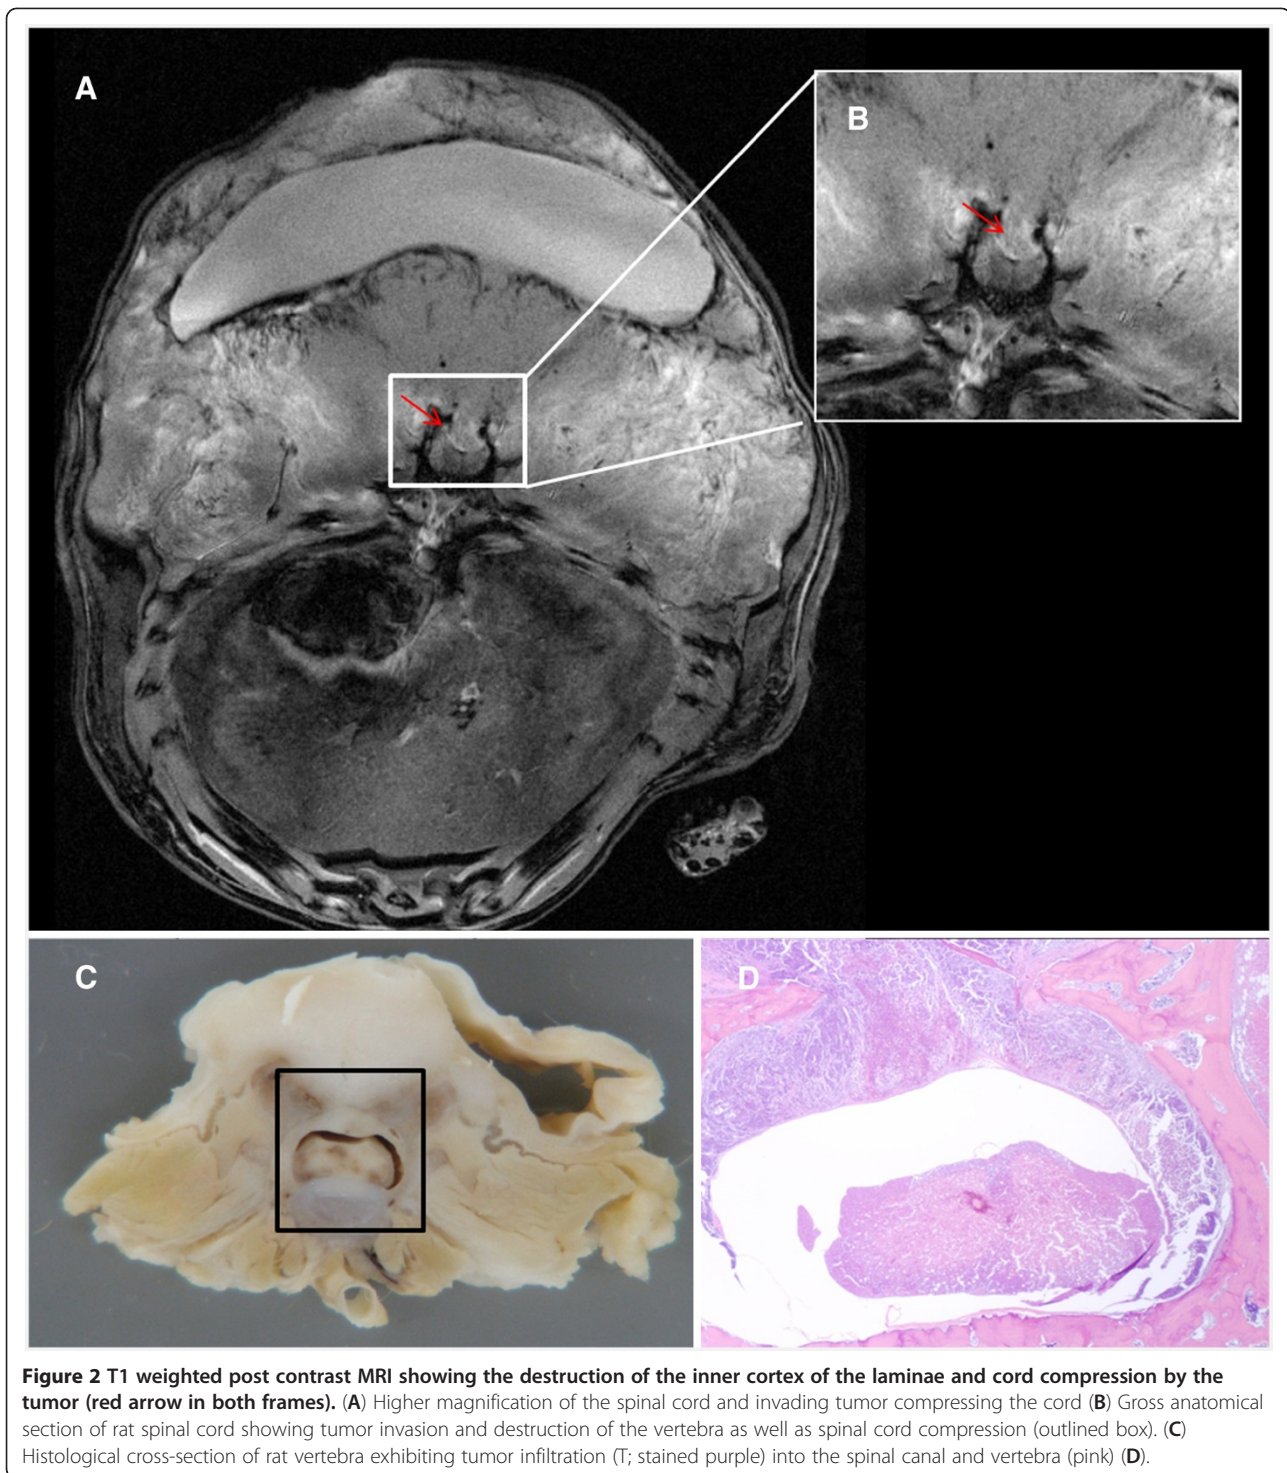 A
B
C
D
Figure 2 T1 weighted post contrast MRI showing the destruction of the inner cortex of the laminae and cord compression by the
tumor (red arrow in both frames). (A) Higher magnification of the spinal cord and invading tumor compressing the cord (B) Gross anatomical
section of rat spinal cord showing tumor invasion and destruction of the vertebra as well as spinal cord compression (outlined box). (C)
Histological cross-section of rat vertebra exhibiting tumor infiltration (T; stained purple) into the spinal canal and vertebra (pink) (D).